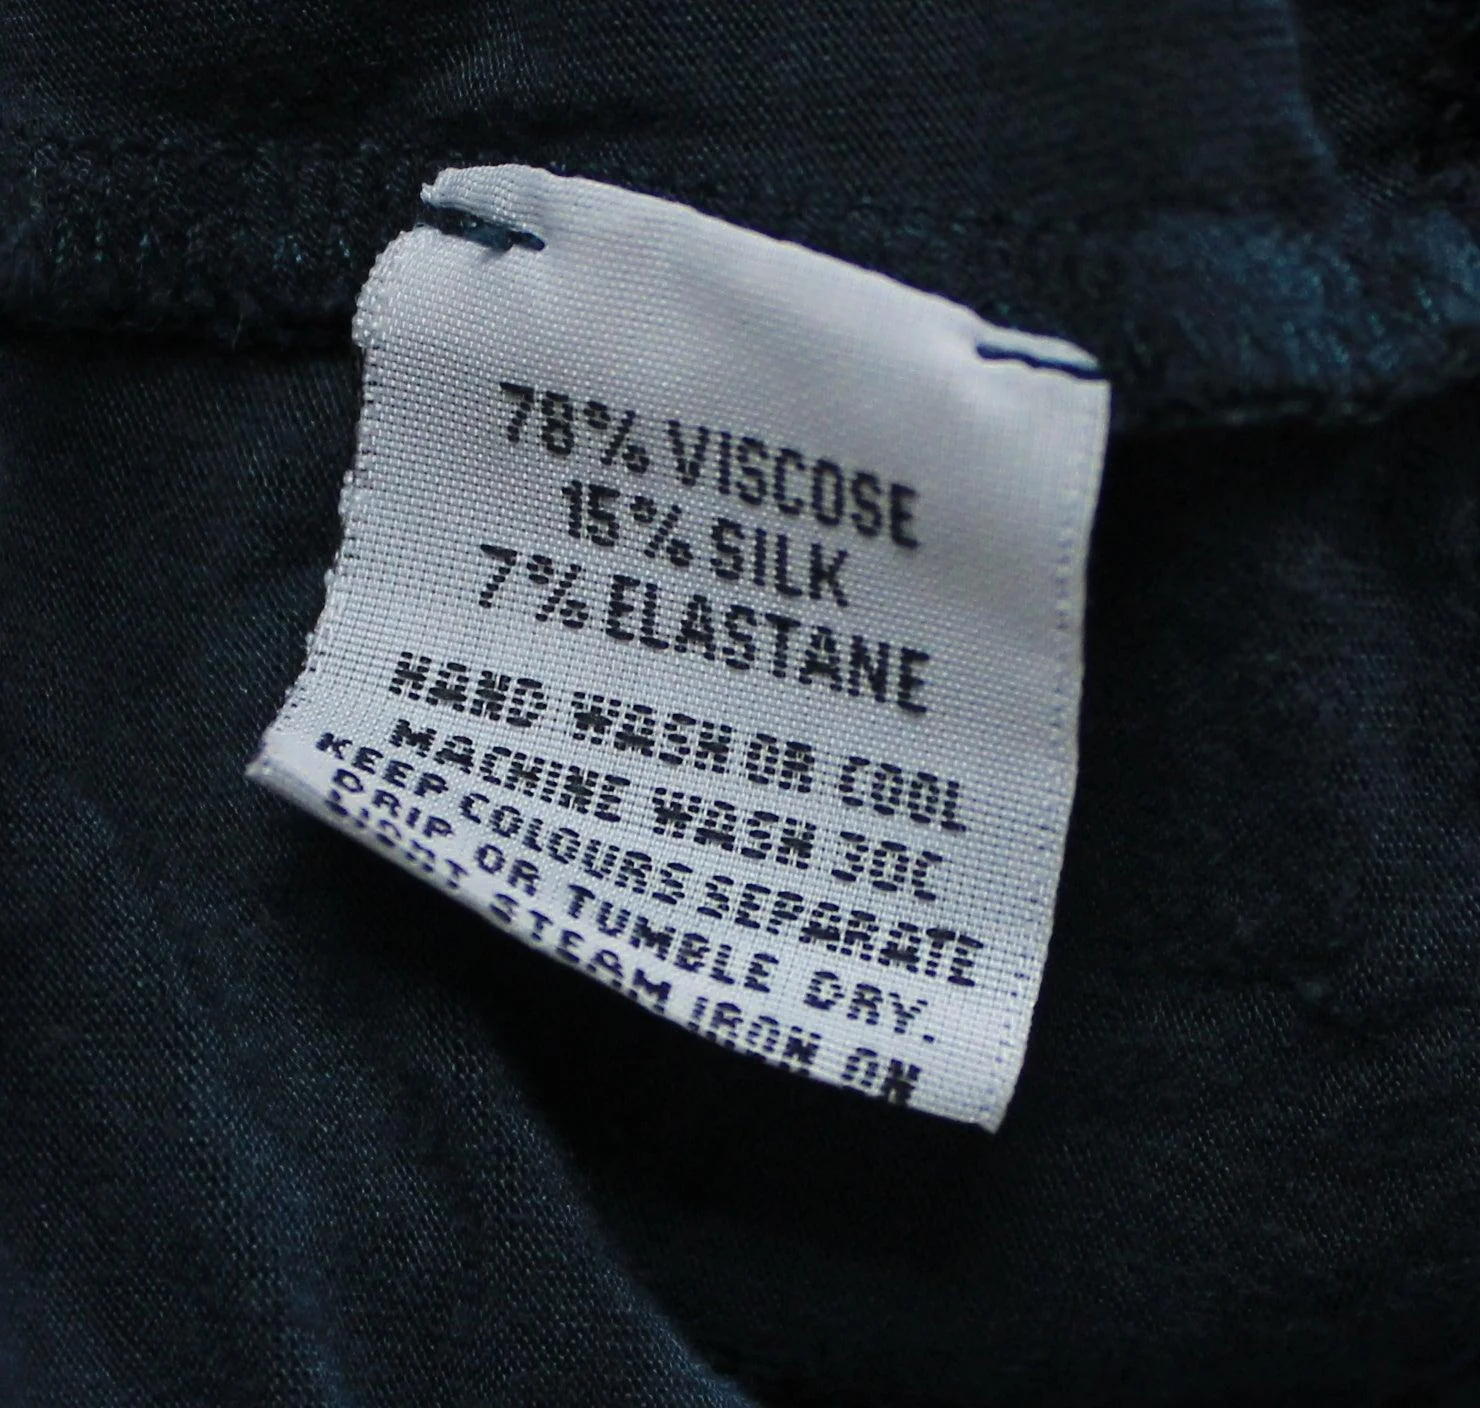 78% VISCOSE
15% SILK
7% ELASTANE
HAND WASH OR COOL
MACHINE WASH 30C
KEEP COLOURS SEPARATE
DRIP OR TUMBLE DRY.
LIGHT STEAM IRON ON